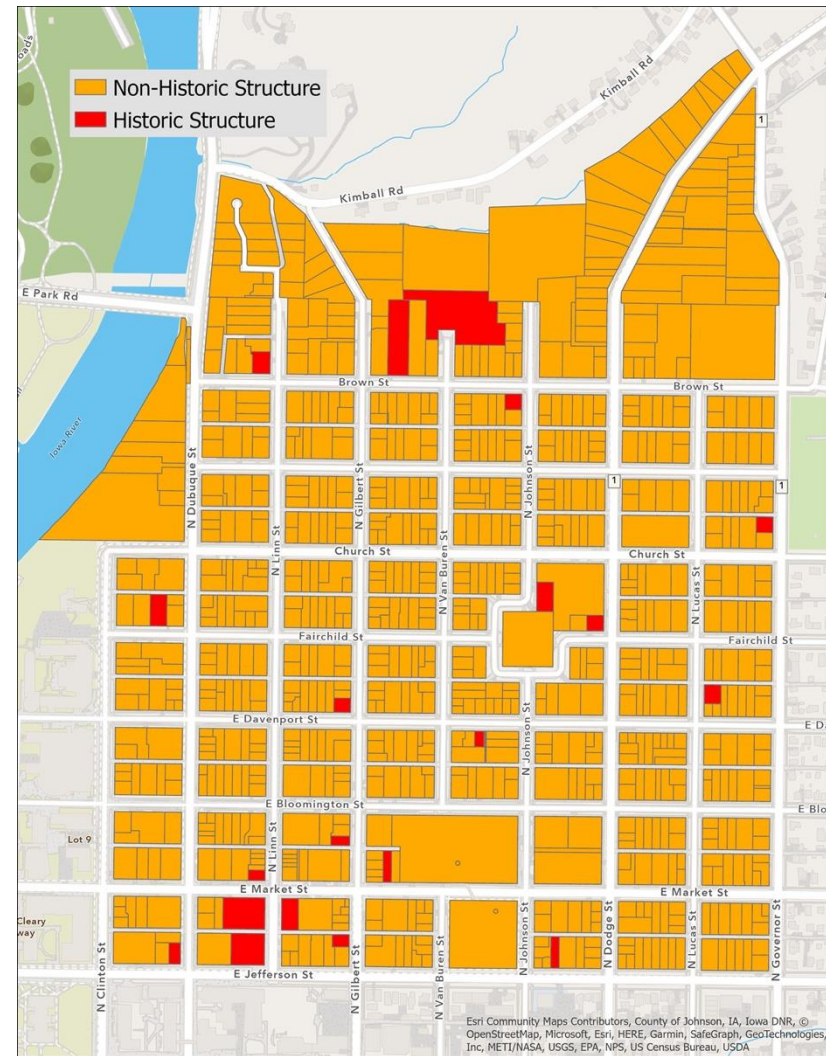 oads
Non-Historic Structure
Historic Structure
Kimball Rd
1
Kimball Rd
E Park Rd
Brown St
Brown St
Iowa River
N Dubuque St
N Linn St
N Gilbert St
N Johnson St
1
1
N Van Buren St
Church St
Church St
N Lucas St
Fairchild St
Fairchild St
E Davenport St
N Johnson St
E Da
E Bloomington St
E Blo
Lot 9
N Linn St
E Market St
E Market St
Cleary
way
N Clinton St
N Gilbert St
N Van Buren St
N Johnson St
N Dodge St
N Lucas St
N Governor St
E Jefferson St
Esri Community Maps Contributors, County of Johnson, IA, Iowa DNR, ©
OpenStreetMap, Microsoft, Esri, HERE, Garmin, SafeGraph, GeoTechnologies,
Inc, METI/NASA, USGS, EPA, NPS, US Census Bureau, USDA